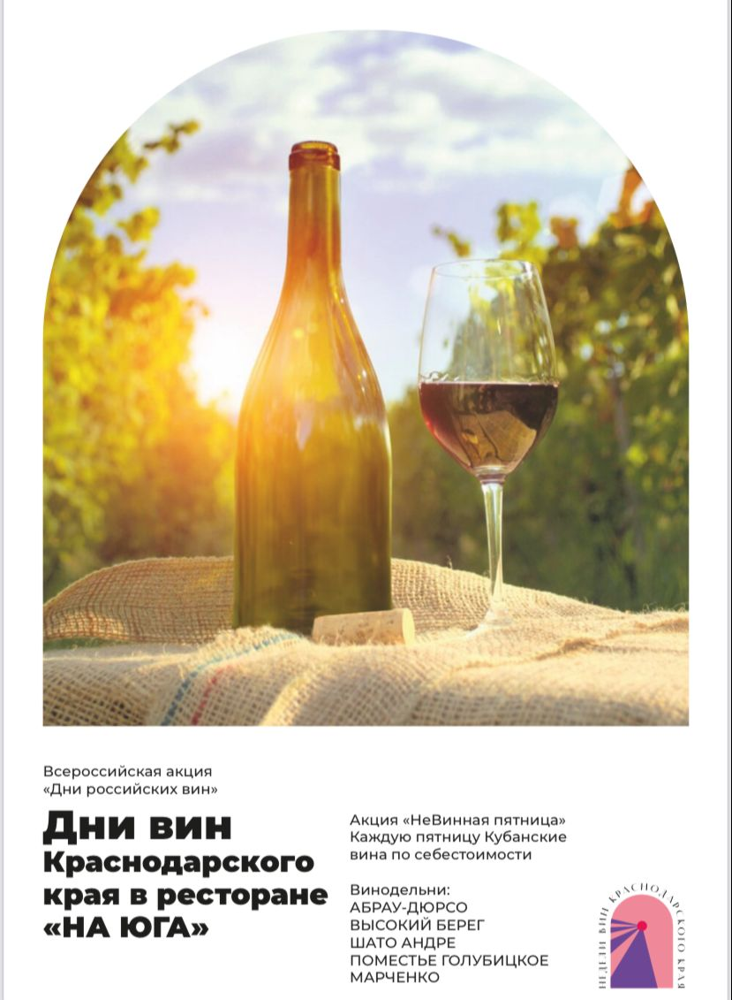 Всероссийская акция
«Дни российских вин»
Дни вин
Краснодарского
края в ресторане
«НА ЮГА»
Акция «НеВинная пятница»
Каждую пятницу Кубанские
вина по себестоимости
Винодельни:
АБРАУ-ДЮРСО
ВЫСОКИЙ БЕРЕГ
ШАТО АНДРЕ
ПОМЕСТЬЕ ГОЛУБИЦКОЕ
МАРЧЕНКО
НЕДЕЛИ ВИН КРАСНОДАРСКОГО КРАЯ